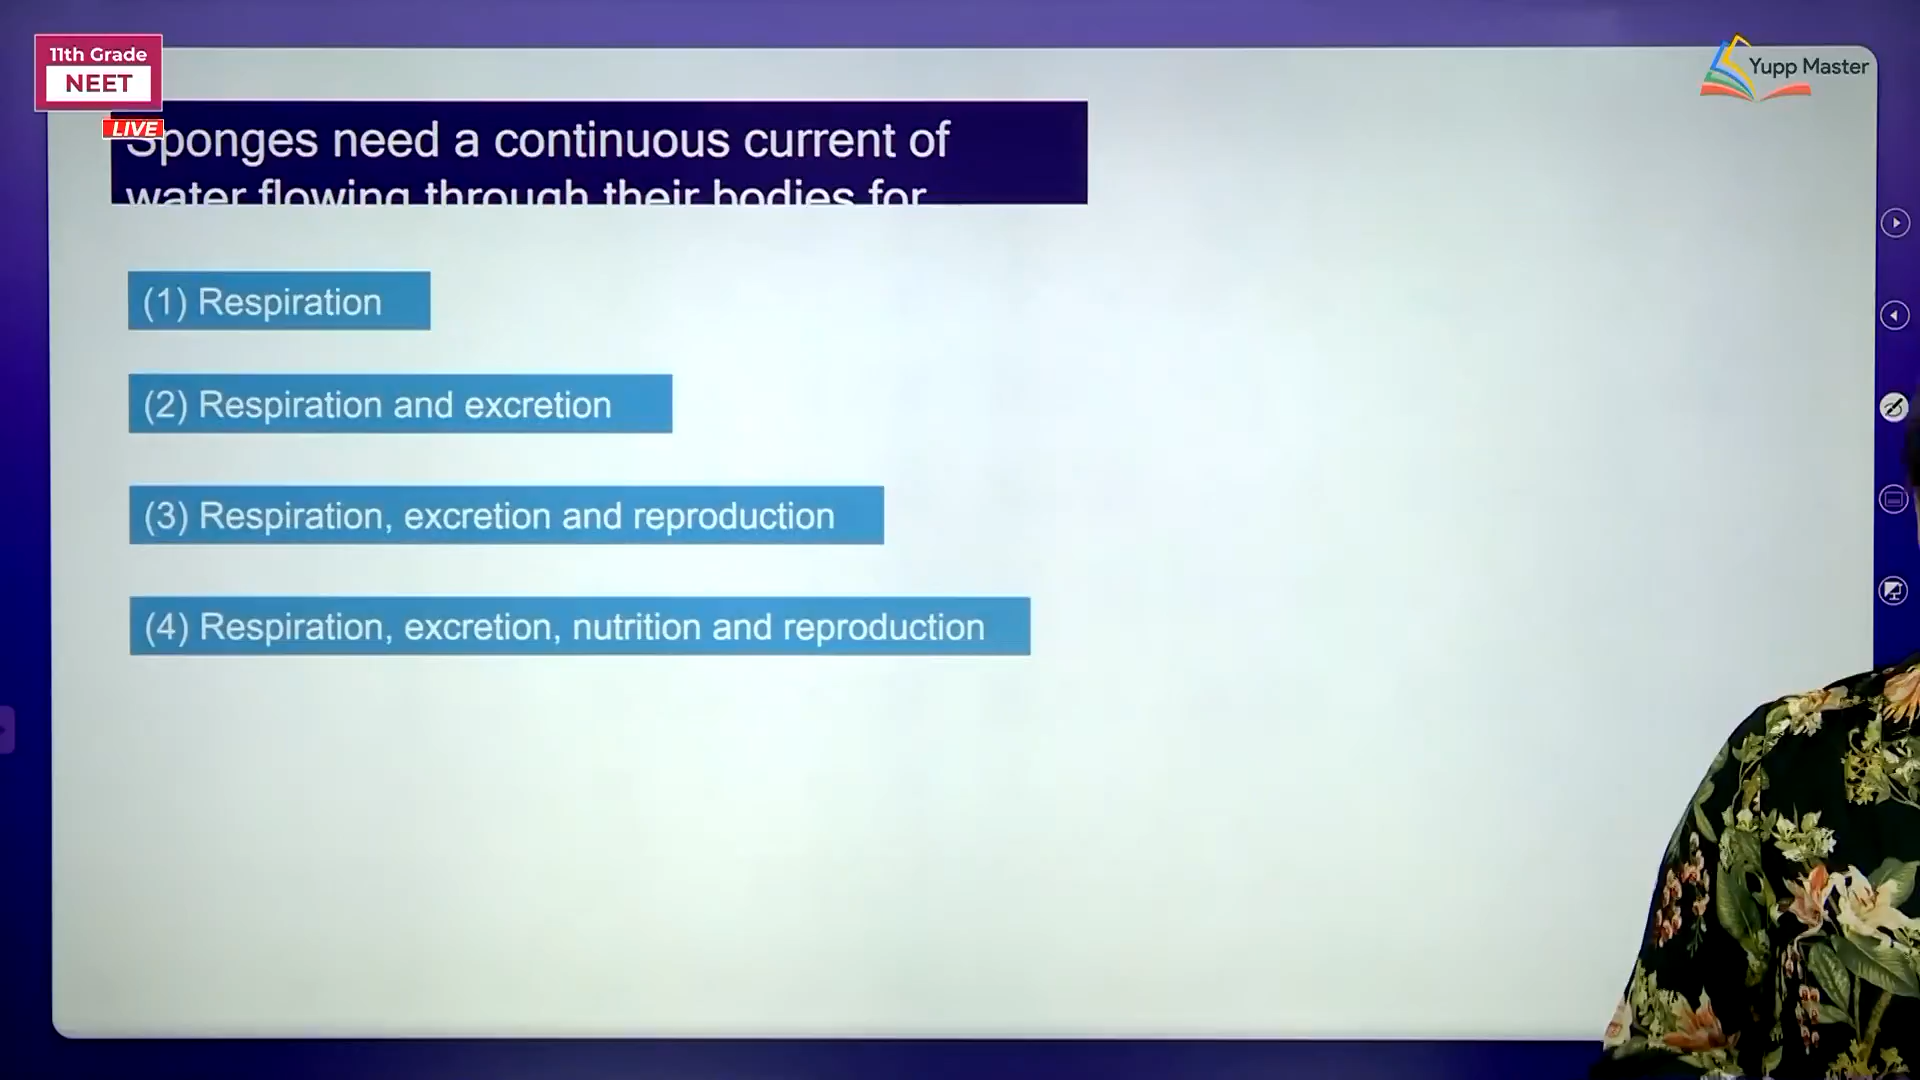 11th Grade
NEET
LIVE
Yupp Master
Sponges need a continuous current of
water flowing through their bodies for
(1) Respiration
(2) Respiration and excretion
(3) Respiration, excretion and reproduction
(4) Respiration, excretion, nutrition and reproduction